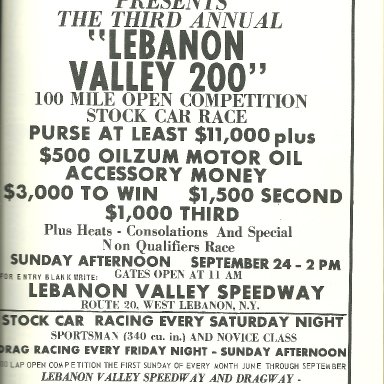 PRESENTS
THE THIRD ANNUAL
"LEBANON
VALLEY 200"
100 MILE OPEN COMPETITION
STOCK CAR RACE
PURSE AT LEAST $11,000 plus
$500 OILZUM MOTOR OIL
ACCESSORY MONEY
$3,000 TO WIN $1,500 SECOND
$1,000 THIRD
Plus Heats - Consolations And Special
Non Qualifiers Race
SUNDAY AFTERNOON SEPTEMBER 24 - 2 PM
FOR ENTRY BLANK WRITE: GATES OPEN AT 11 AM
LEBANON VALLEY SPEEDWAY
ROUTE 20, WEST LEBANON, N.Y.
STOCK CAR RACING EVERY SATURDAY NIGHT
SPORTSMAN (340 cu. in.) AND NOVICE CLASS
DRAG RACING EVERY FRIDAY NIGHT - SUNDAY AFTERNOON
LAP OPEN COMPETITION THE FIRST SUNDAY OF EVERY MONTH JUNE THROUGH SEPTEMBER
LEBANON VALLEY SPEEDWAY AND DRAGWAY -